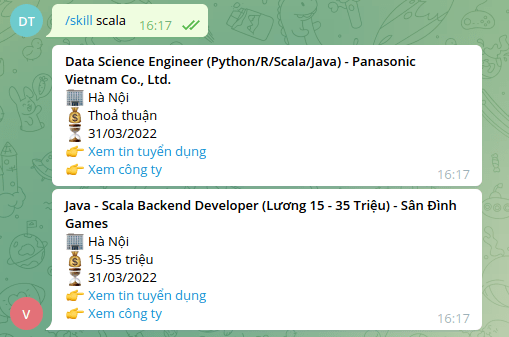 DT
/skill scala
16:17
Data Science Engineer (Python/R/Scala/Java) - Panasonic
Vietnam Co., Ltd.
Hà Nội
Thoả thuận
31/03/2022
Xem tin tuyển dụng
Xem công ty
16:17
Java - Scala Backend Developer (Lương 15 - 35 Triệu) - Sân Đình
Games
Hà Nội
15-35 triệu
31/03/2022
Xem tin tuyển dụng
Xem công ty
V
16:17